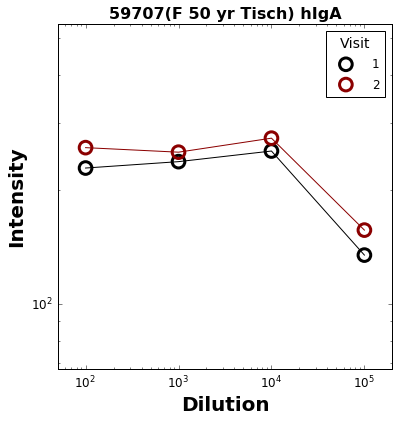 59707(F 50 yr Tisch) hIgA
Visit
1
2
Intensity
10^2
10^2 10^3 10^4 10^5
Dilution